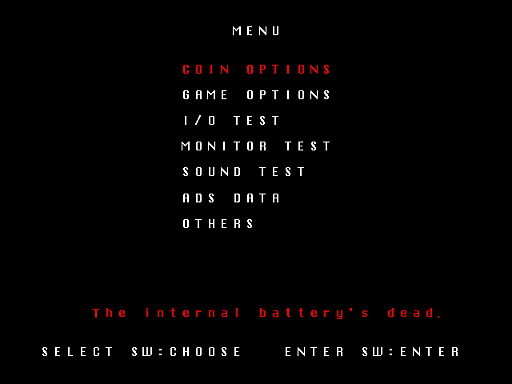 MENU
COIN OPTIONS
GAME OPTIONS
I/O TEST
MONITOR TEST
SOUND TEST
ADS DATA
OTHERS
The internal battery's dead.
SELECT SW:CHOOSE ENTER SW:ENTER